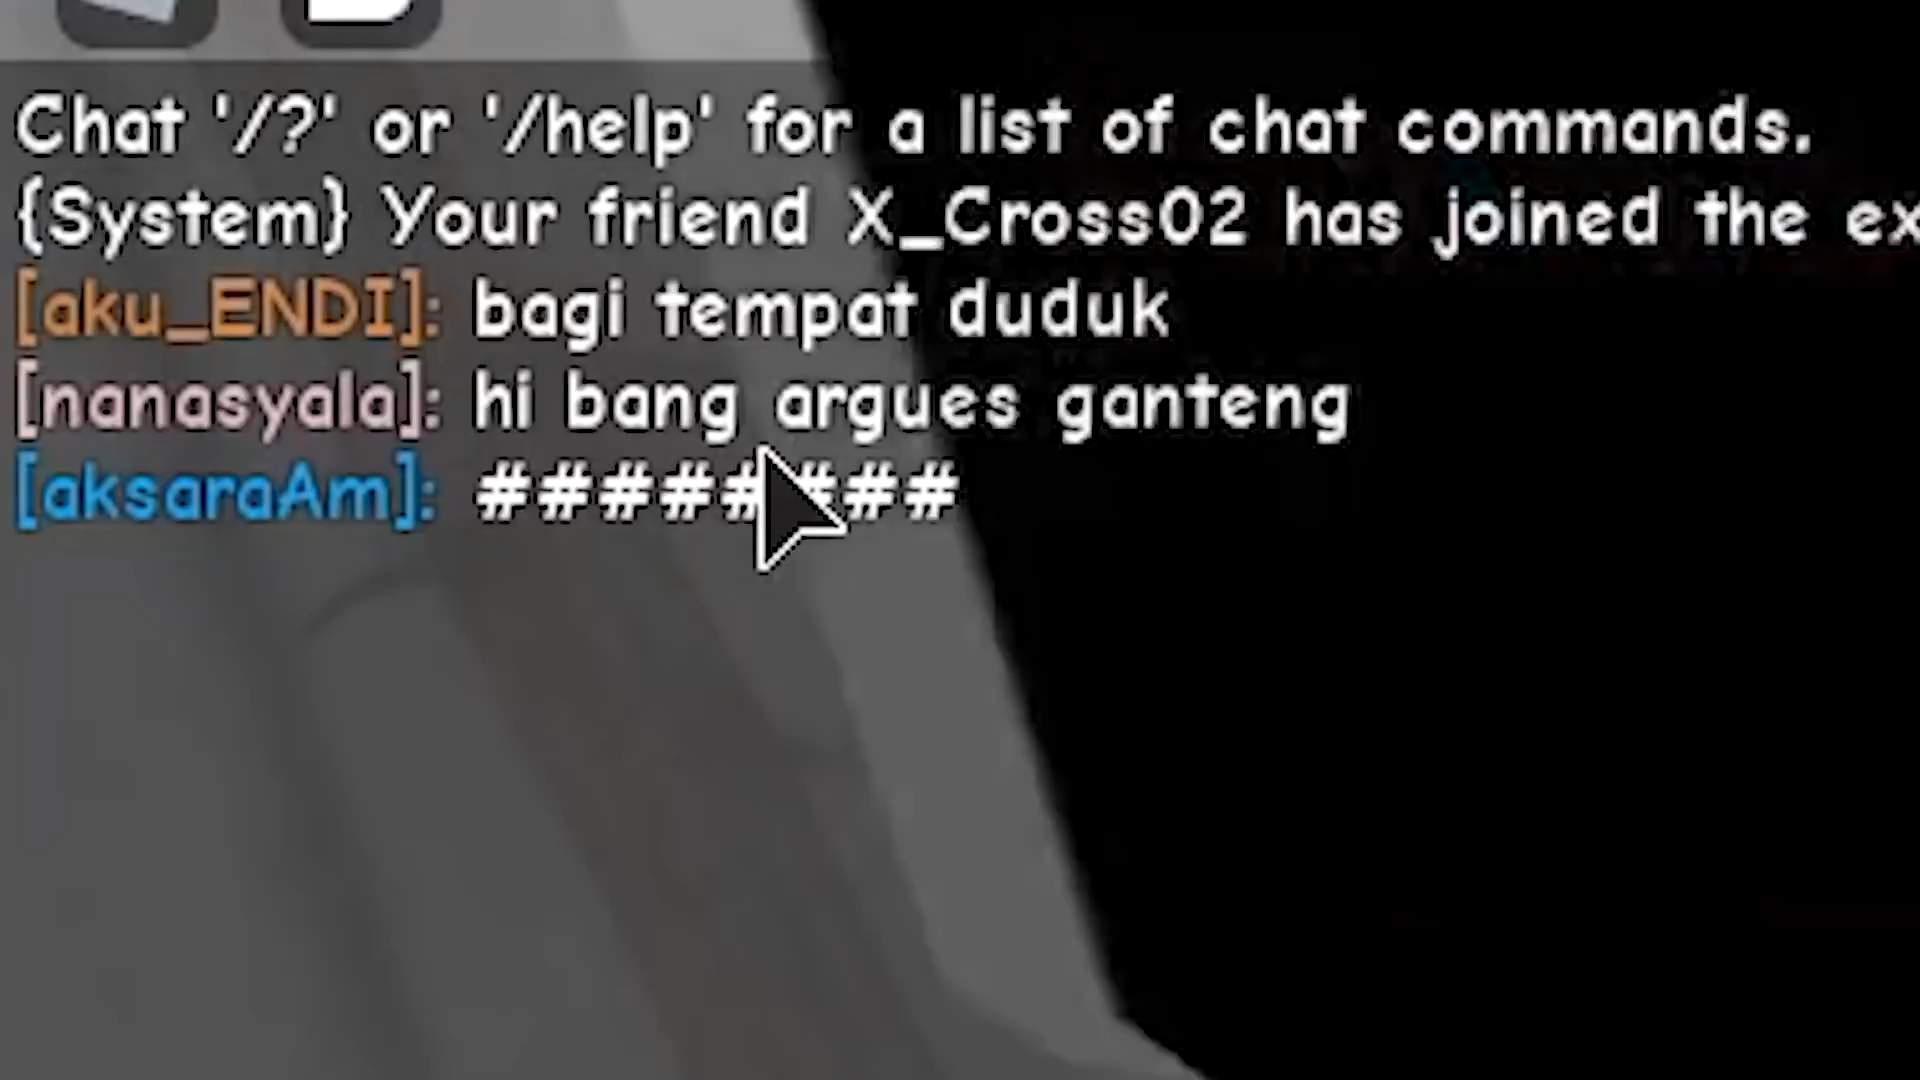 Chat '/?' or '/help' for a list of chat commands.
{System} Your friend X_Cross02 has joined the ex
[aku_ENDI]: bagi tempat duduk
[nanasyala]: hi bang argues ganteng
[aksaraAm]: ########